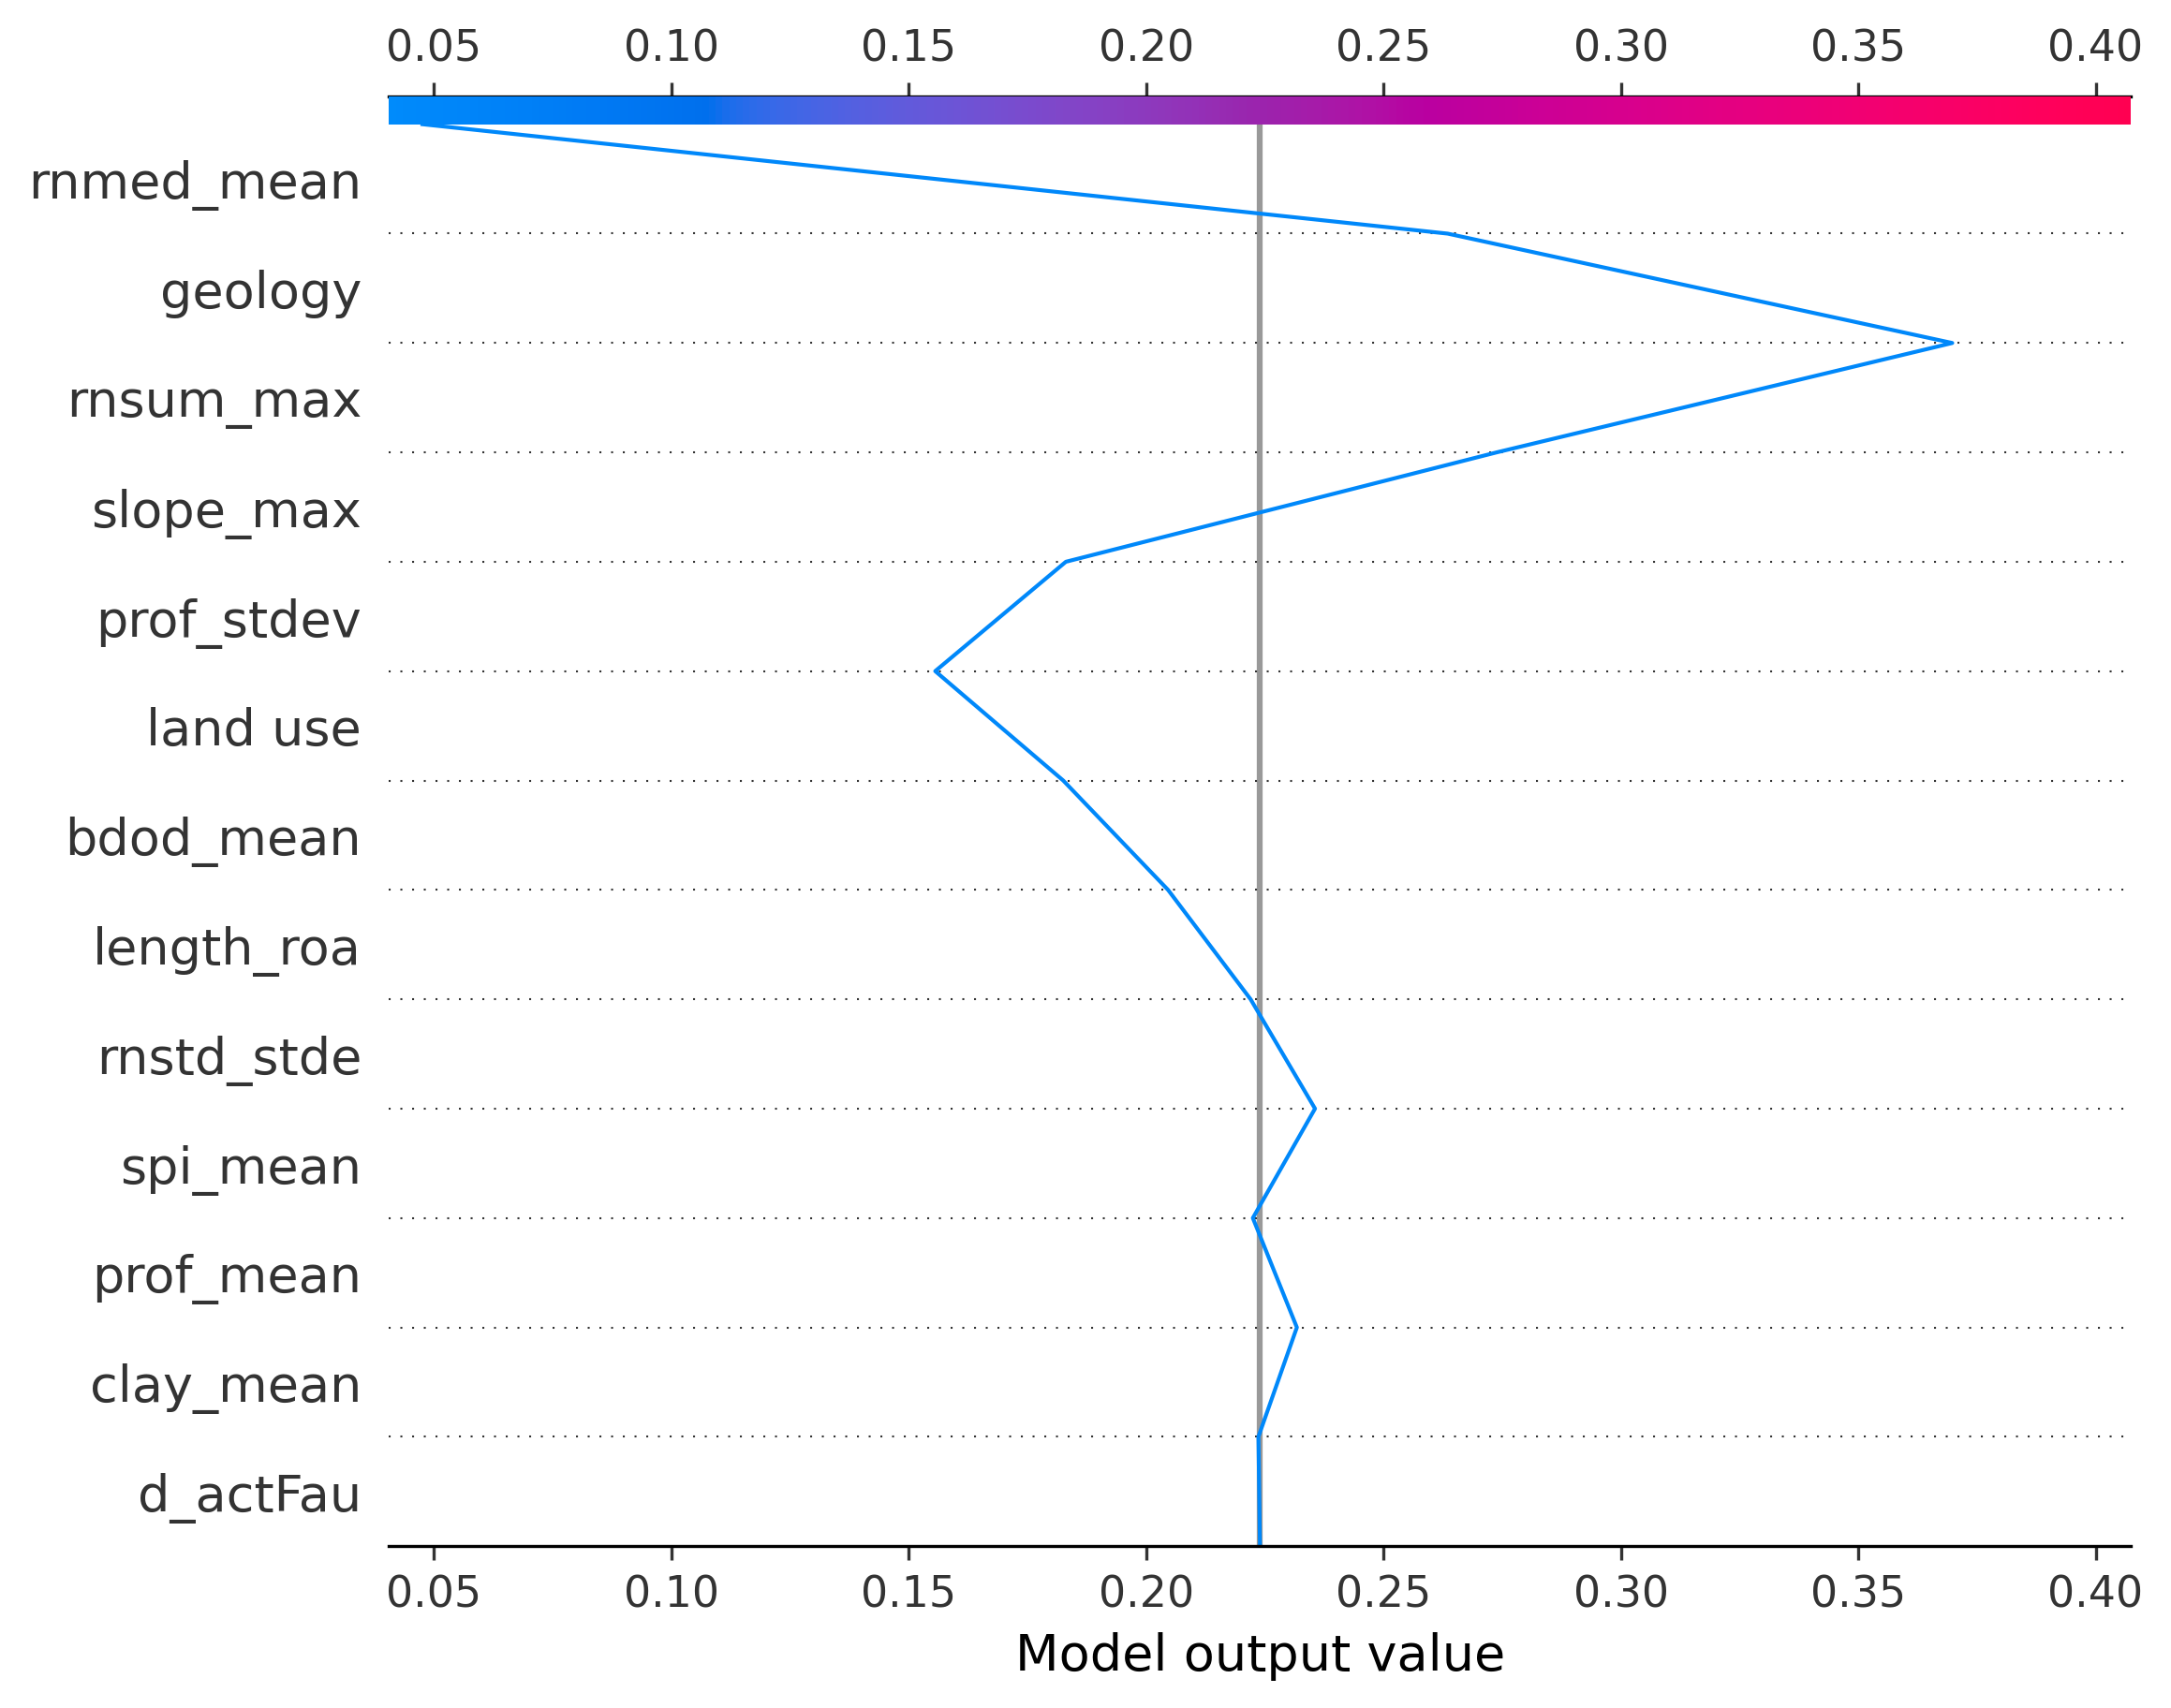 0.05 0.10 0.15 0.20 0.25 0.30 0.35 0.40
rnmed_mean
geology
rnsum_max
slope_max
prof_stdev
land use
bdod_mean
length_roa
rnstd_stde
spi_mean
prof_mean
clay_mean
d_actFau
0.05 0.10 0.15 0.20 0.25 0.30 0.35 0.40
Model output value